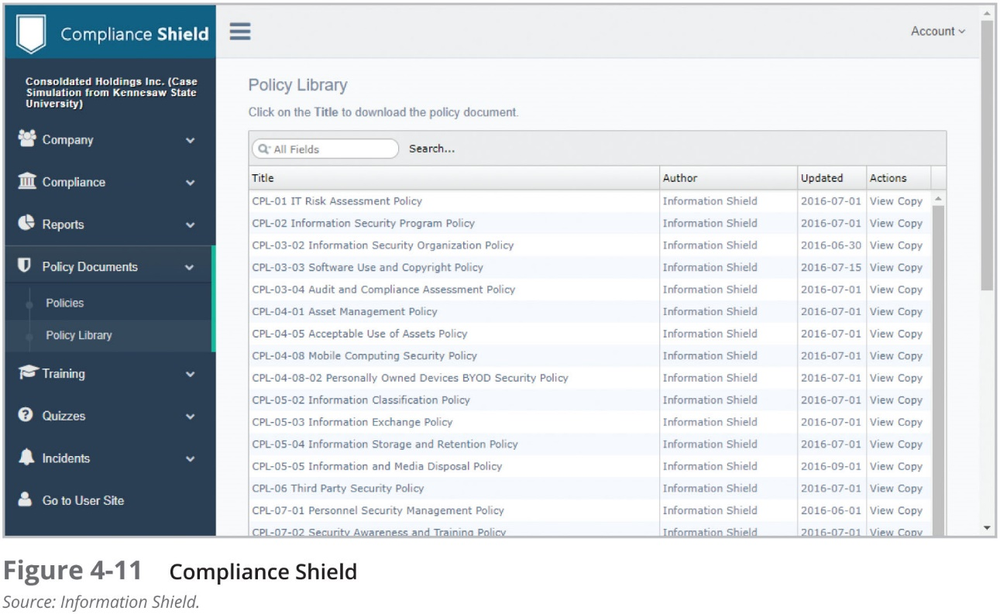 Compliance Shield
Account
Consoldated Holdings Inc. (Case
Simulation from Kennesaw State
University)
Company
Compliance
Reports
Policy Documents
Policies
Policy Library
Training
Quizzes
Incidents
Go to User Site
Policy Library
Click on the Title to download the policy document.
All Fields Search...
Title Author Updated Actions
CPL-01 IT Risk Assessment Policy Information Shield 2016-07-01 View Copy
CPL-02 Information Security Program Policy Information Shield 2016-07-01 View Copy
CPL-03-02 Information Security Organization Policy Information Shield 2016-06-30 View Copy
CPL-03-03 Software Use and Copyright Policy Information Shield 2016-07-15 View Copy
CPL-03-04 Audit and Compliance Assessment Policy Information Shield 2016-07-01 View Copy
CPL-04-01 Asset Management Policy Information Shield 2016-07-01 View Copy
CPL-04-05 Acceptable Use of Assets Policy Information Shield 2016-07-01 View Copy
CPL-04-08 Mobile Computing Security Policy Information Shield 2016-07-01 View Copy
CPL-04-08-02 Personally Owned Devices BYOD Security Policy Information Shield 2016-07-01 View Copy
CPL-05-02 Information Classification Policy Information Shield 2016-07-01 View Copy
CPL-05-03 Information Exchange Policy Information Shield 2016-07-01 View Copy
CPL-05-04 Information Storage and Retention Policy Information Shield 2016-07-01 View Copy
CPL-05-05 Information and Media Disposal Policy Information Shield 2016-09-01 View Copy
CPL-06 Third Party Security Policy Information Shield 2016-07-01 View Copy
CPL-07-01 Personnel Security Management Policy Information Shield 2016-06-01 View Copy
CPL-07-02 Security Awareness and Training Policy Information Shield 2016-07-01 View Copy
Figure 4-11 Compliance Shield
Source: Information Shield.